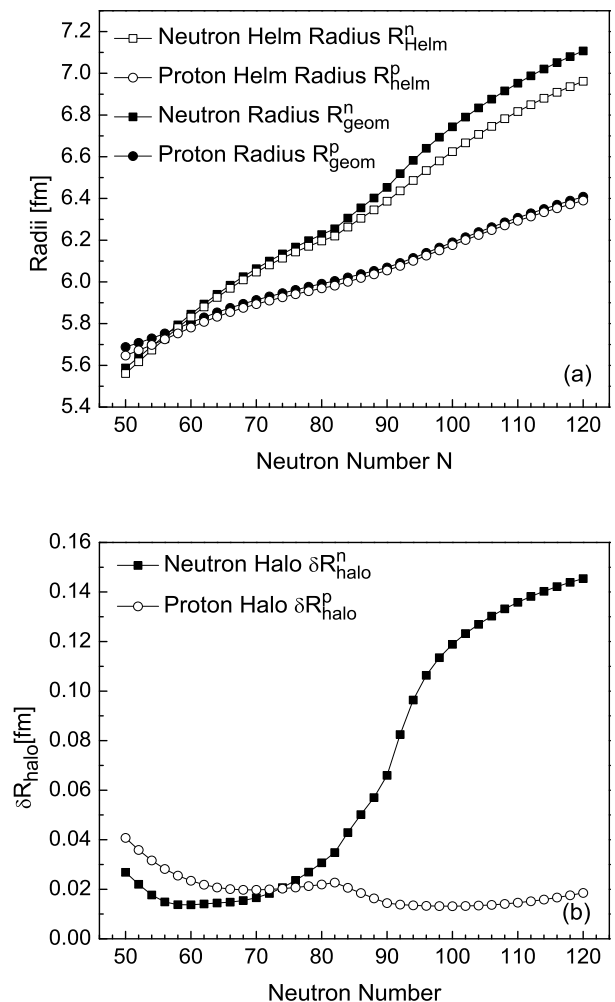 7.2
7.0
6.8
6.6
6.4
6.2
6.0
5.8
5.6
5.4
Radii [fm]
Neutron Helm Radius R^n_Helm
Proton Helm Radius R^p_helm
Neutron Radius R^n_geom
Proton Radius R^p_geom
(a)
50 60 70 80 90 100 110 120
Neutron Number N
0.16
0.14
0.12
0.10
0.08
0.06
0.04
0.02
0.00
δR_halo[fm]
Neutron Halo δR^n_halo
Proton Halo δR^p_halo
(b)
50 60 70 80 90 100 110 120
Neutron Number